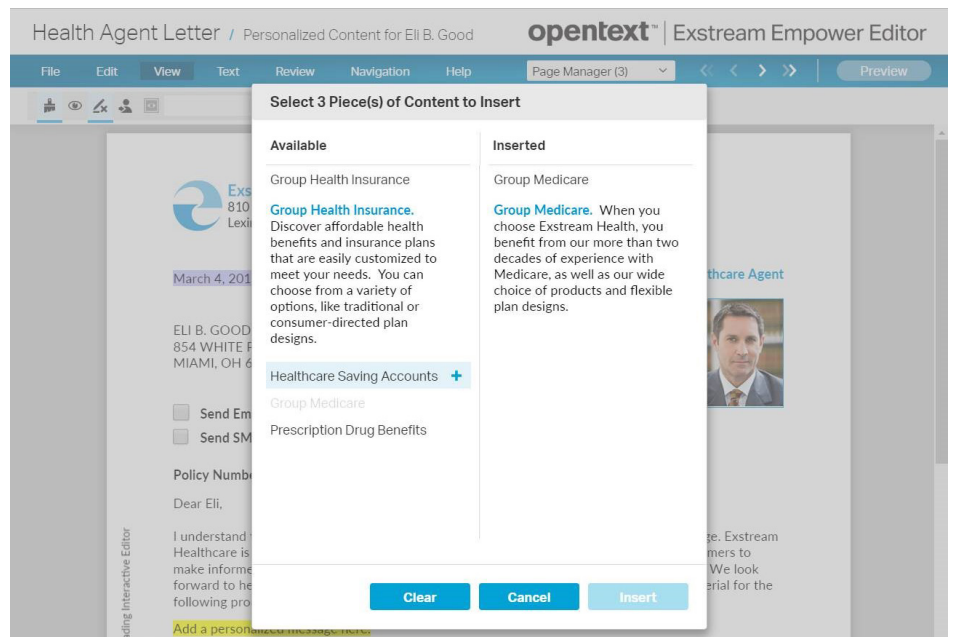 Health Agent Letter / Personalized Content for Eli B. Good
opentext™ | Exstream Empower Editor
File Edit View Text Review Navigation Help Page Manager (3) Preview
Select 3 Piece(s) of Content to Insert
Available
Group Health Insurance
Group Health Insurance.
Discover affordable health
benefits and insurance plans
that are easily customized to
meet your needs. You can
choose from a variety of
options, like traditional or
consumer-directed plan
designs.
Healthcare Saving Accounts +
Group Medicare
Prescription Drug Benefits
Inserted
Group Medicare
Group Medicare. When you
choose Exstream Health, you
benefit from our more than two
decades of experience with
Medicare, as well as our wide
choice of products and flexible
plan designs.
Clear Cancel Insert
Exs
810
Lexi
March 4, 201
thcare Agent
ELI B. GOOD
854 WHITE
MIAMI, OH 6
Send Em
Send SM
Policy Numb
Dear Eli,
I understand
Healthcare is
make informe
forward to he
following pro
ge. Exstream
mers to
We look
erial for the
Add a personalized message here.
ding Interactive Editor